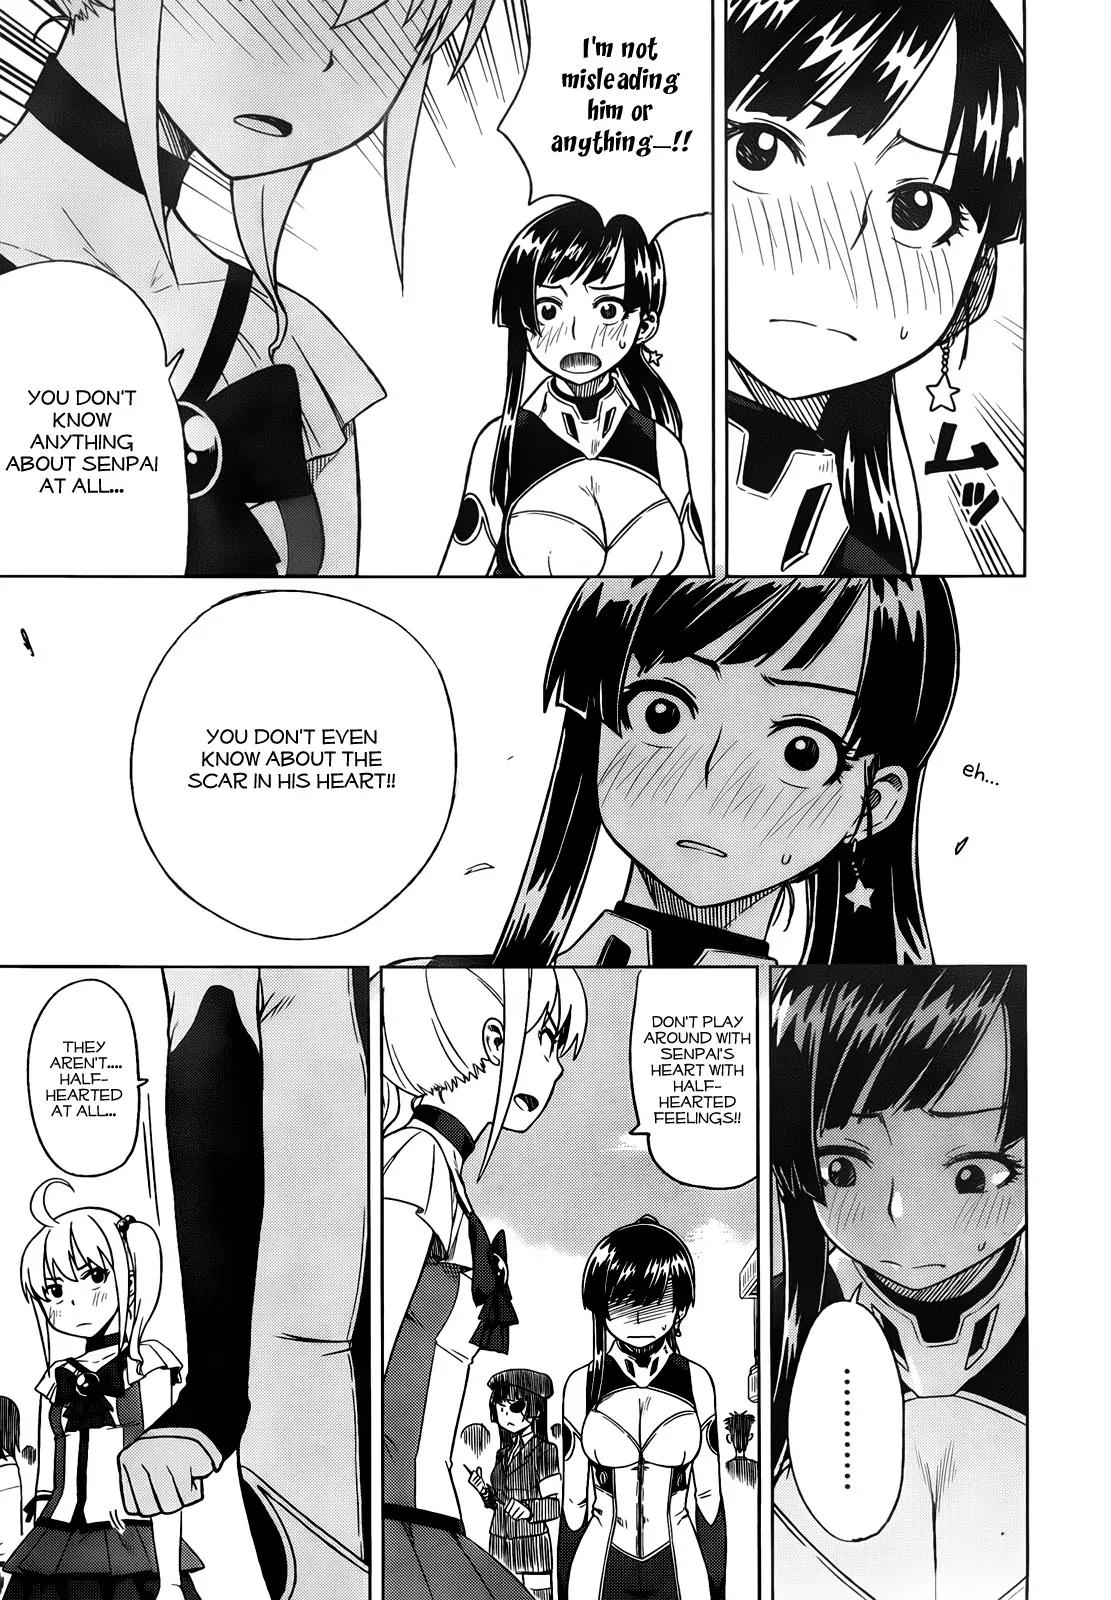 ムッ
I'm not
misleading
him or
anything—!!
YOU DON'T
KNOW
ANYTHING
ABOUT SENPAI
AT ALL...
eh...
YOU DON'T EVEN
KNOW ABOUT THE
SCAR IN HIS HEART!!
.........
DON'T PLAY
AROUND WITH
SENPAI'S
HEART WITH
HALF-
HEARTED
FEELINGS!!
THEY
AREN'T....
HALF-
HEARTED
AT ALL...